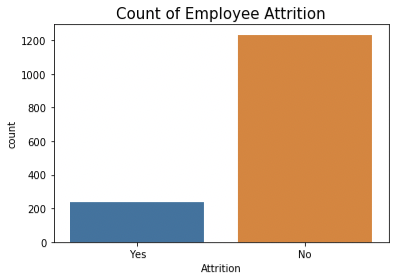 Count of Employee Attrition
1200
1000
800
600
400
200
0
count
Yes
No
Attrition